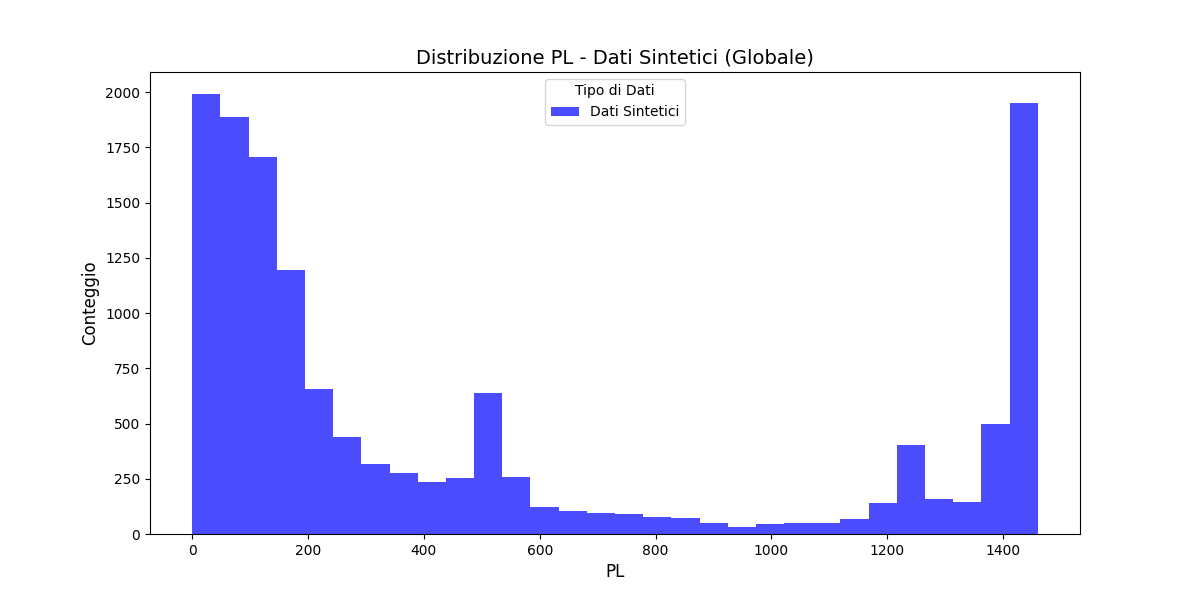 Distribuzione PL - Dati Sintetici (Globale)
Tipo di Dati
Dati Sintetici
2000
1750
1500
1250
1000
750
500
250
0
Conteggio
0 200 400 600 800 1000 1200 1400
PL